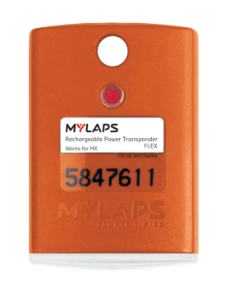 MYLAPS
Rechargeable Power Transponder
FLEX
Works for MX
5847611
MYLAPS